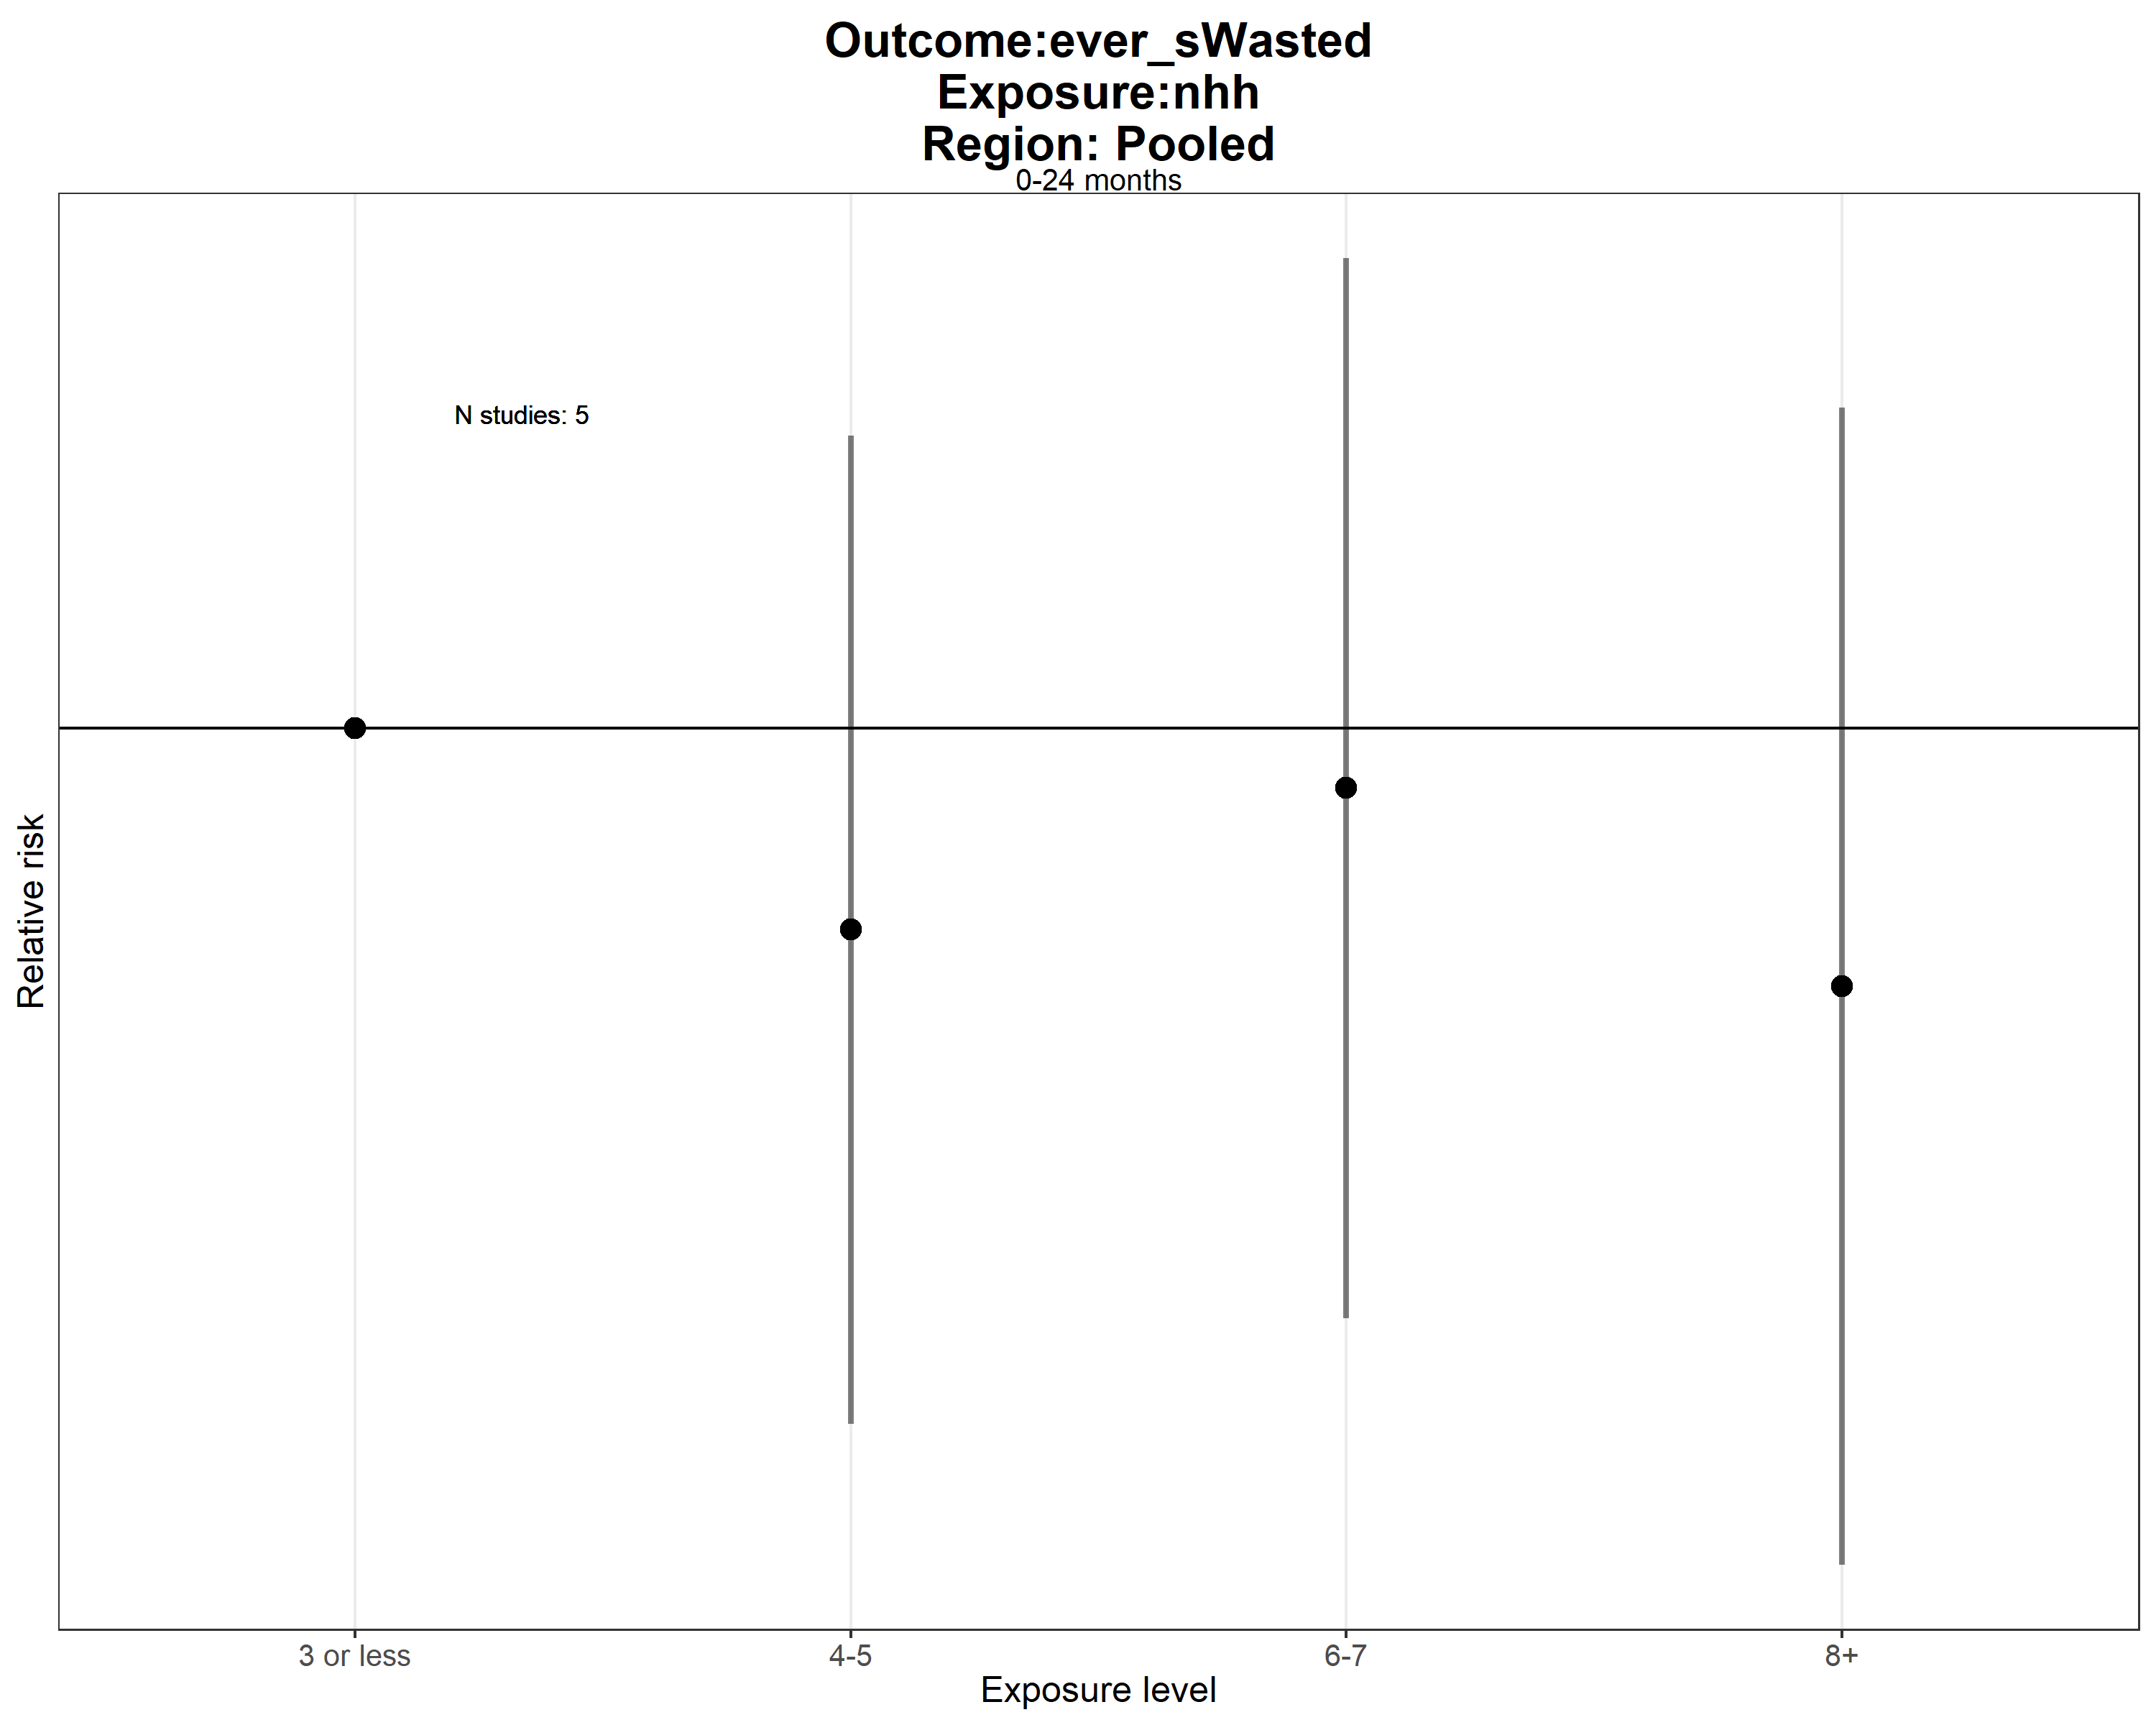 Outcome:ever_sWasted
Exposure:nhh
Region: Pooled
0-24 months
N studies: 5
Relative risk
3 or less
4-5
6-7
8+
Exposure level